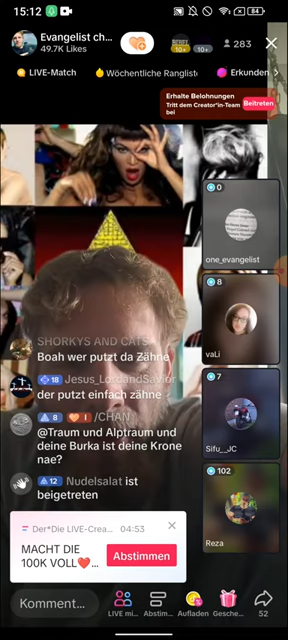 15:12
84
Evangelist ch...
49.7K Likes
10+
10+
283
LIVE-Match
Wöchentliche Rangliste
Erkunden
Erhalte Belohnungen
Tritt dem Creator*in-Team
bei
Beitreten
0
one_evangelist
8
vaLi
7
Sifu__JC
102
Reza
SHORKYS AND CATS
Boah wer putzt da Zähne
18 Jesus_LordandSavior
der putzt einfach zähne
8 I /CHAN
@Traum und Alptraum und
deine Burka ist deine Krone
nae?
12 Nudelsalat ist
beigetreten
Der*Die LIVE-Crea... 04:53
MACHT DIE
100K VOLL❤️...
Abstimmen
Komment...
LIVE mi...
Abstim...
Aufladen
Gesche...
52